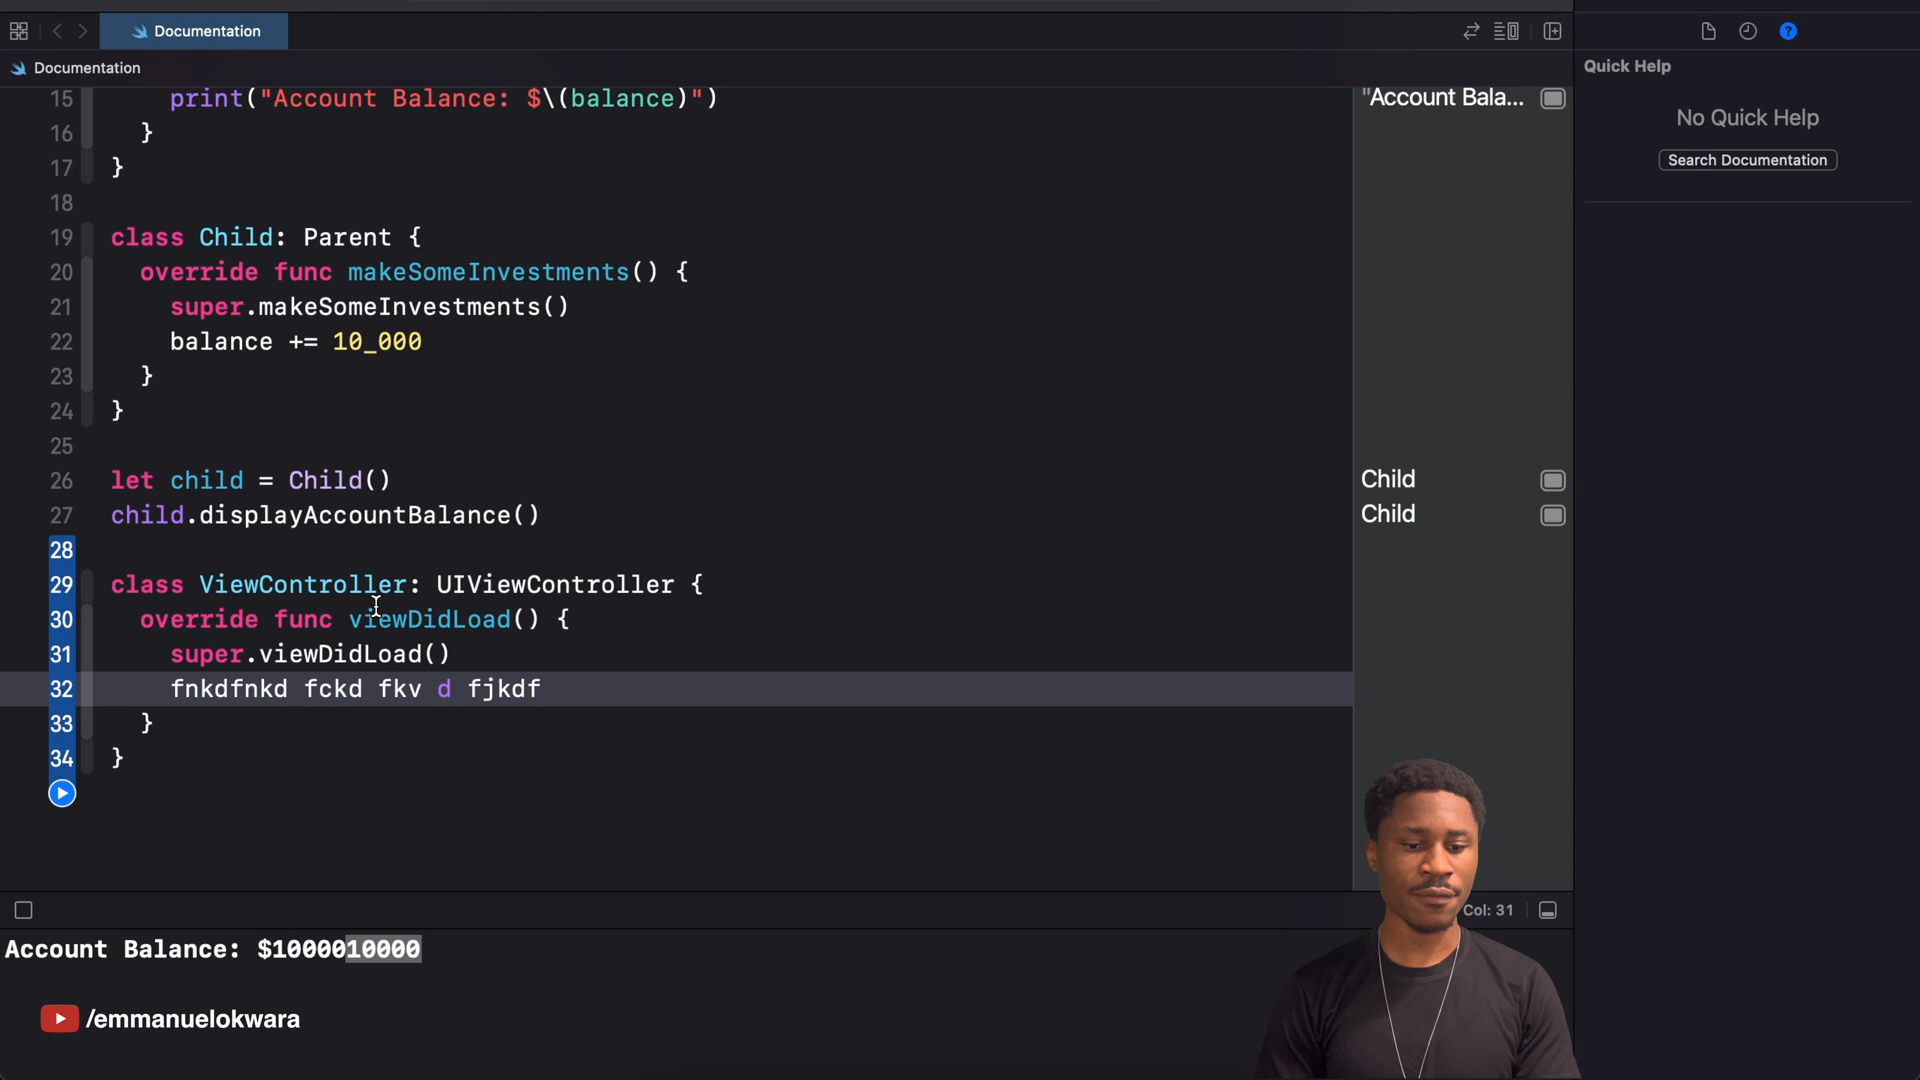 Documentation
Documentation
Quick Help
No Quick Help
Search Documentation
15 print("Account Balance: $\(balance)")
"Account Bala...
16 }
17 }
18
19 class Child: Parent {
20 override func makeSomeInvestments() {
21 super.makeSomeInvestments()
22 balance += 10_000
23 }
24 }
25
26 let child = Child()
Child
27 child.displayAccountBalance()
Child
28
29 class ViewController: UIViewController {
30 override func viewDidLoad() {
31 super.viewDidLoad()
32 fnkdfnkd fckd fkv d fjkdf
33 }
34 }
Col: 31
Account Balance: $1000010000
/emmanuelokwara